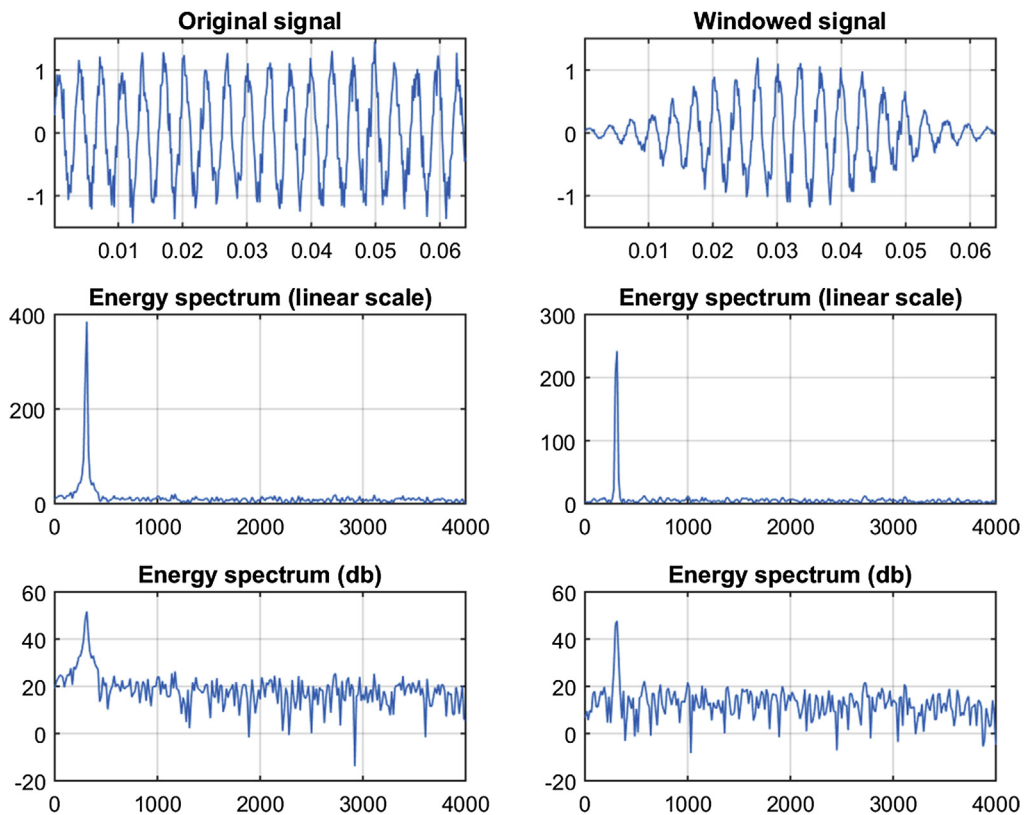 Original signal
1
0
-1
0.01 0.02 0.03 0.04 0.05 0.06
Windowed signal
1
0
-1
0.01 0.02 0.03 0.04 0.05 0.06
Energy spectrum (linear scale)
400
200
0
0 1000 2000 3000 4000
Energy spectrum (linear scale)
300
200
100
0
0 1000 2000 3000 4000
Energy spectrum (db)
60
40
20
0
-20
0 1000 2000 3000 4000
Energy spectrum (db)
60
40
20
0
-20
0 1000 2000 3000 4000